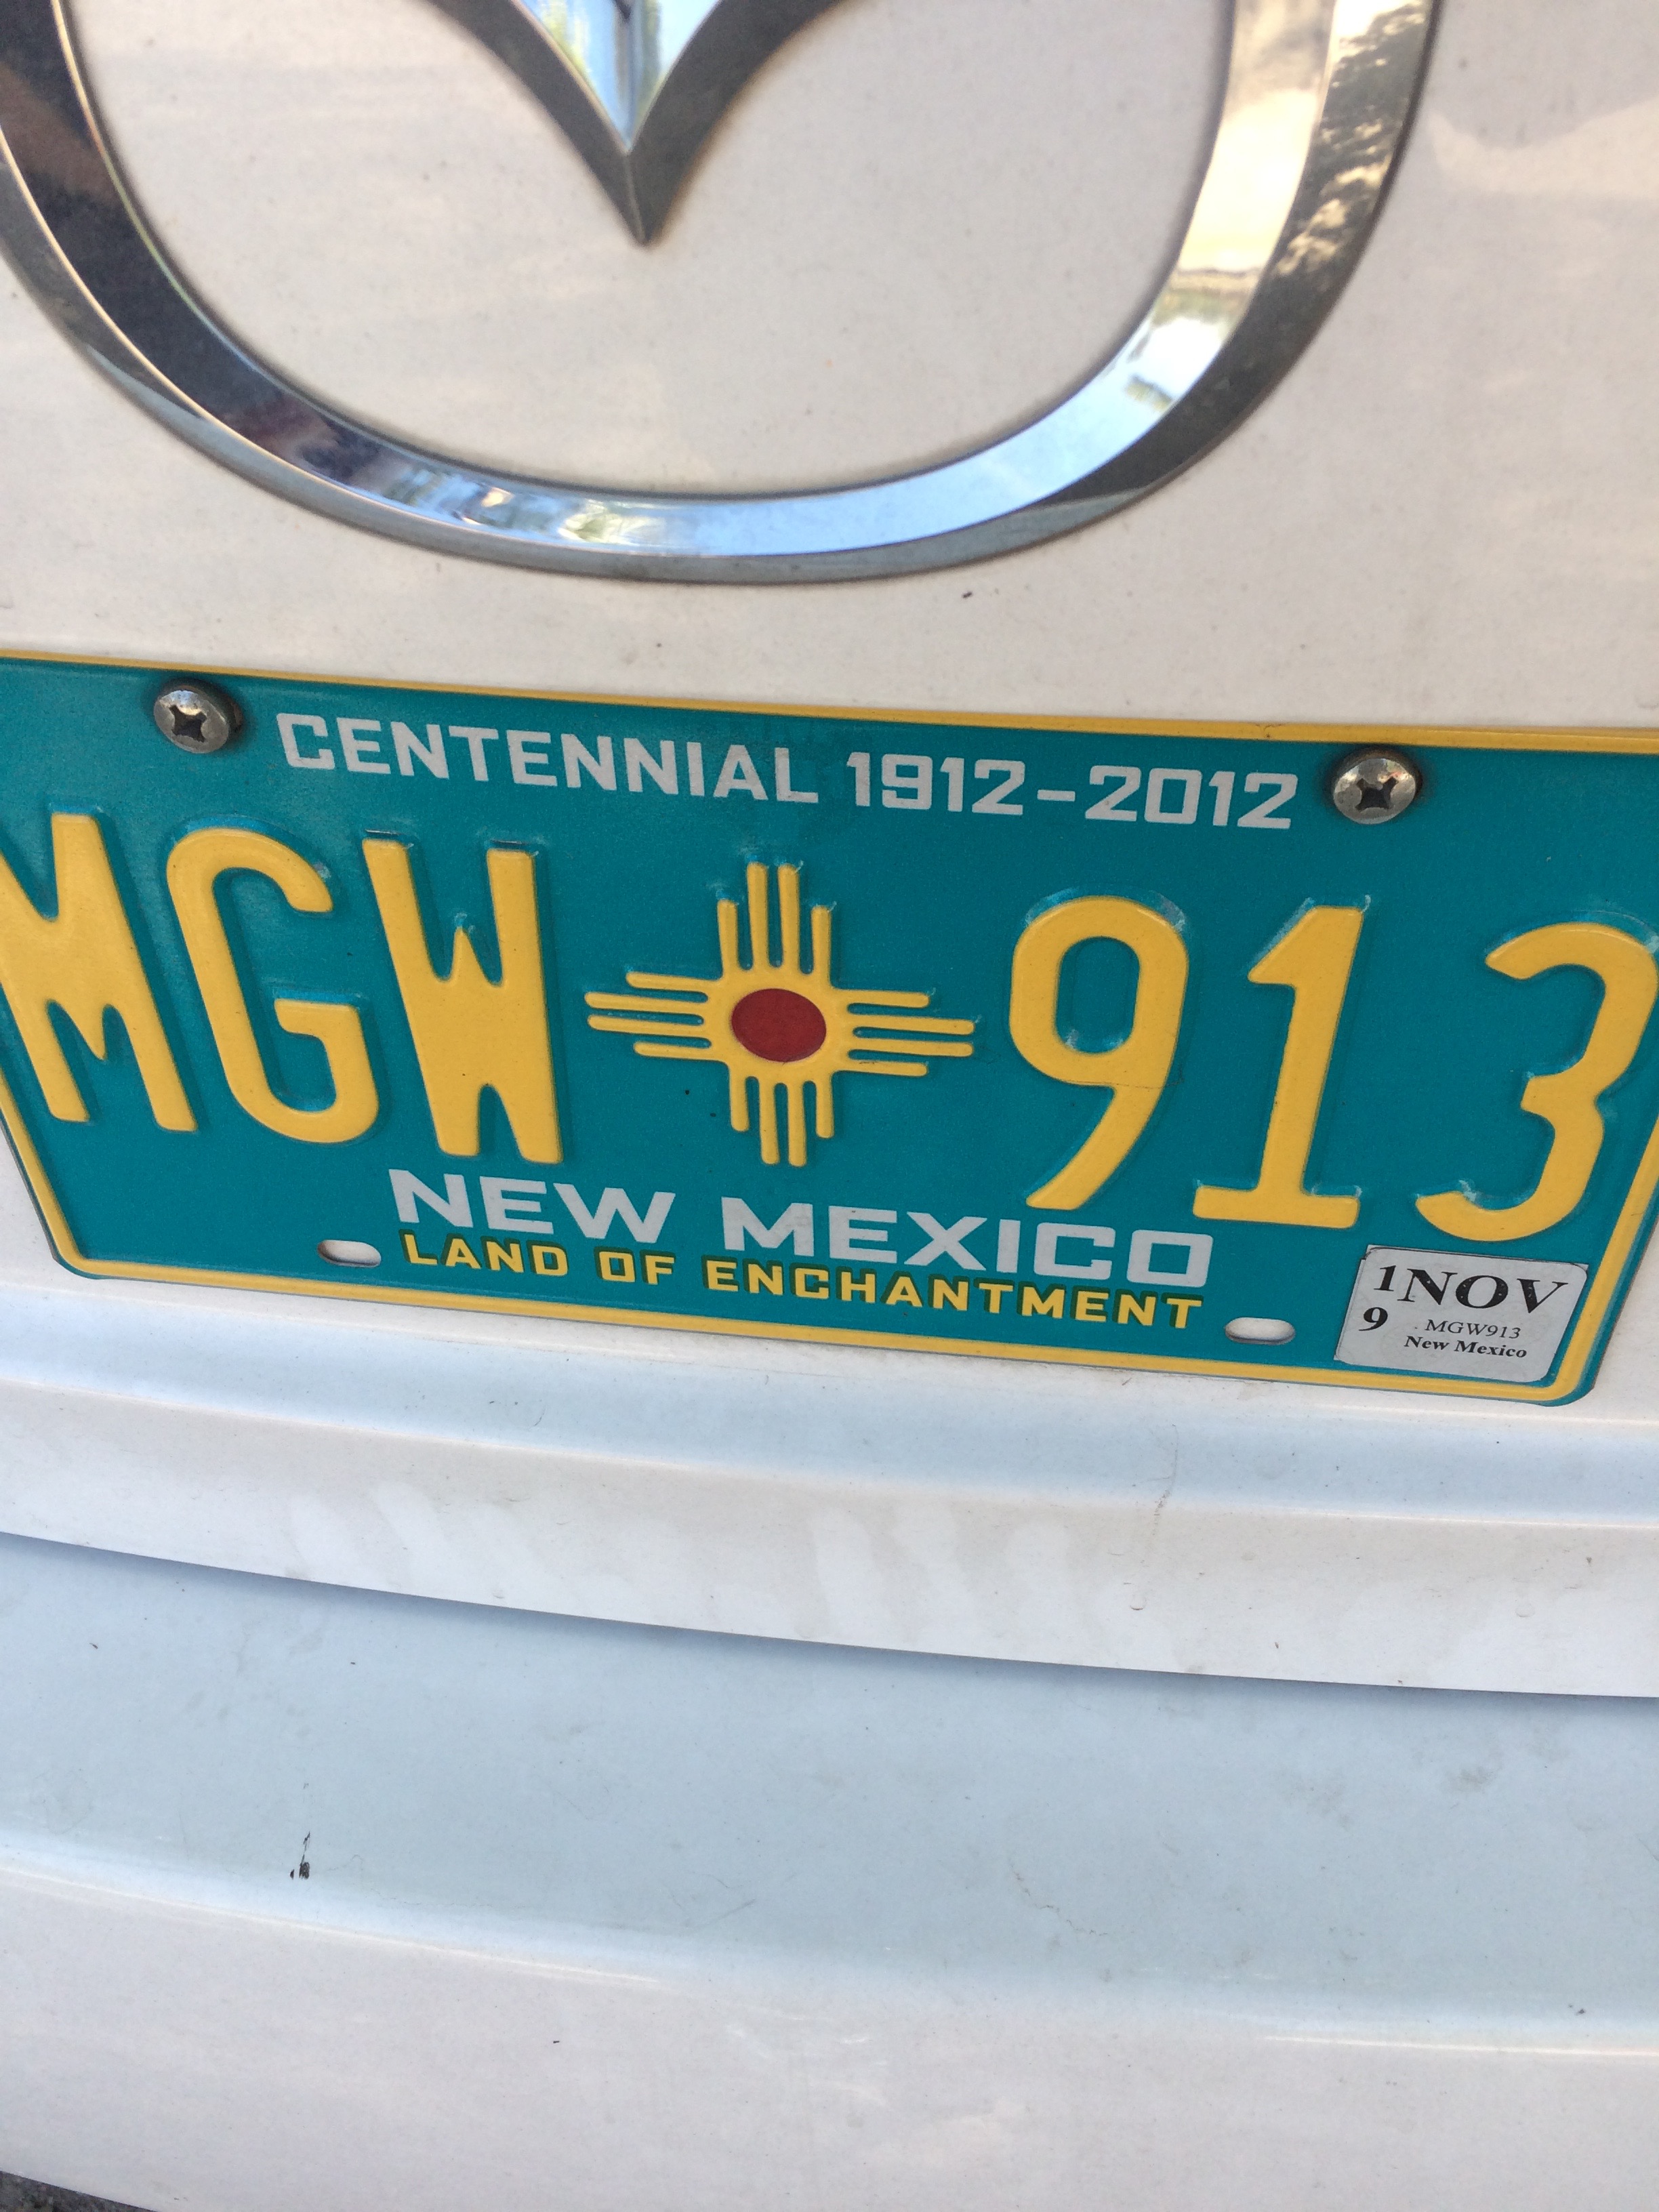 CENTENNIAL 1912-2012
MGW 913
NEW MEXICO
LAND OF ENCHANTMENT
1NOV
9 MGW913
New Mexico